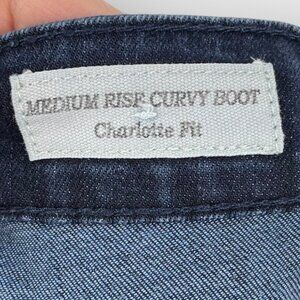 MEDIUM RISE CURVY BOOT
Charlotte Fit